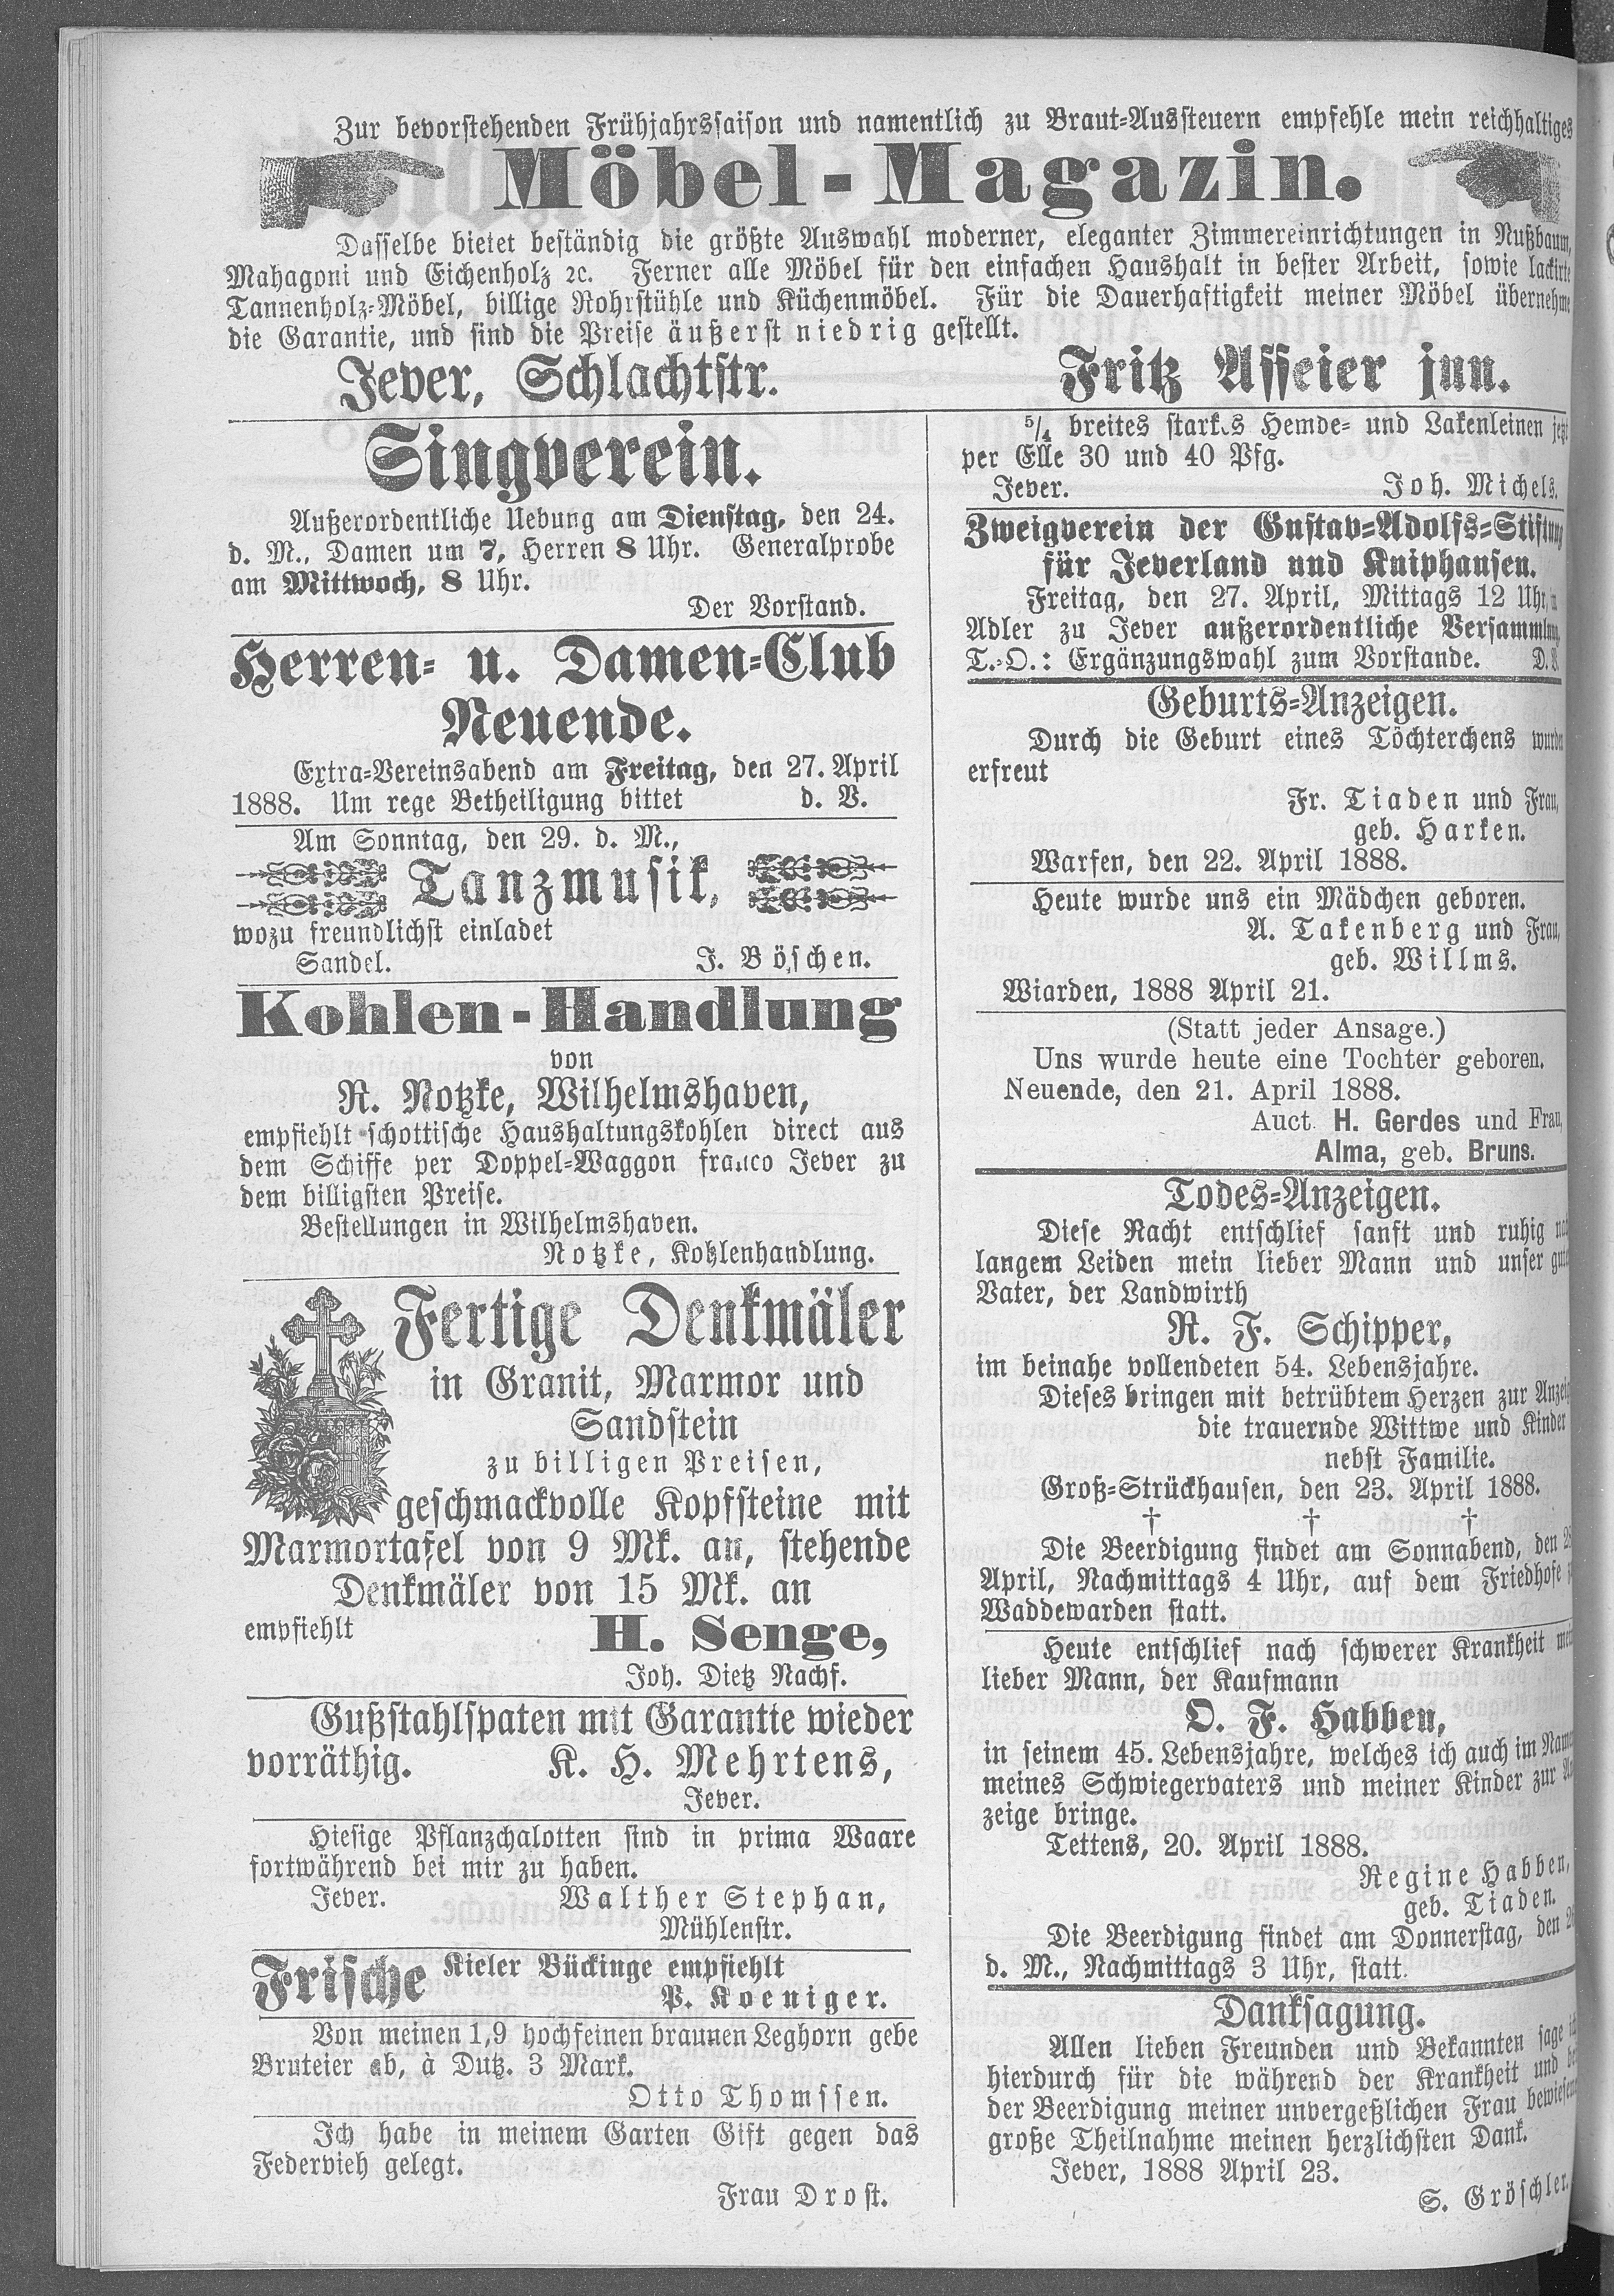 Zur bevorstehenden Frühjahrssaison und namentlich zu Braut-Aussteuern empfehle mein reichhaltiges
Möbel-Magazin.
Dasselbe bietet beständig die größte Auswahl moderner, eleganter Zimmereinrichtungen in Nußbaum,
Mahagoni und Eichenholz ꝛc. Ferner alle Möbel für den einfachen Haushalt in bester Arbeit, sowie lackirte
Tannenholz-Möbel, billige Rohrstühle und Küchenmöbel. Für die Dauerhaftigkeit meiner Möbel übernehme
die Garantie, und sind die Preise äußerst niedrig gestellt.
Jever, Schlachtstr. Fritz Asseier jun.
Singverein.
Außerordentliche Uebung am Dienstag, den 24.
d. M., Damen um 7, Herren 8 Uhr. Generalprobe
am Mittwoch, 8 Uhr.
Der Vorstand.
Herren- u. Damen-Club
Neuende.
Extra-Vereinsabend am Freitag, den 27. April
1888. Um rege Betheiligung bittet d. V.
Am Sonntag, den 29. d. M.,
Tanzmusik,
wozu freundlichst einladet
Sandel. J. Böschen.
Kohlen-Handlung
von
R. Notzke, Wilhelmshaven,
empfiehlt schottische Haushaltungskohlen direct aus
dem Schiffe per Doppel-Waggon franco Jever zu
dem billigsten Preise.
Bestellungen in Wilhelmshaven.
Notzke, Kohlenhandlung.
Fertige Denkmäler
in Granit, Marmor und
Sandstein
zu billigen Preisen,
geschmackvolle Kopfsteine mit
Marmortafel von 9 Mk. an, stehende
Denkmäler von 15 Mk. an
empfiehlt H. Senge,
Joh. Dietz Nachf.
Gußstahlspaten mit Garantie wieder
vorräthig. K. H. Mehrtens,
Jever.
Hiesige Pflanzchalotten sind in prima Waare
fortwährend bei mir zu haben.
Jever. Walther Stephan,
Mühlenstr.
Frische Kieler Bückinge empfiehlt
P. Koeniger.
Von meinen 1,9 hochfeinen braunen Leghorn gebe
Bruteier ab, à Dutz. 3 Mark.
Otto Thomssen.
Ich habe in meinem Garten Gift gegen das
Federvieh gelegt.
Frau Drost.
5/4 breites starkes Hemde- und Lakenleinen jetzt
per Elle 30 und 40 Pfg.
Jever. Joh. Michels.
Zweigverein der Gustav-Adolfs-Stiftung
für Jeverland und Kniphausen.
Freitag, den 27. April, Mittags 12 Uhr, im
Adler zu Jever außerordentliche Versammlung.
T.-O.: Ergänzungswahl zum Vorstande. D. V.
Geburts-Anzeigen.
Durch die Geburt eines Töchterchens wurden
erfreut
Fr. Tiaden und Frau,
geb. Harken.
Warfen, den 22. April 1888.
Heute wurde uns ein Mädchen geboren.
A. Takenberg und Frau,
geb. Willms.
Wiarden, 1888 April 21.
(Statt jeder Ansage.)
Uns wurde heute eine Tochter geboren.
Neuende, den 21. April 1888.
Auct. H. Gerdes und Frau,
Alma, geb. Bruns.
Todes-Anzeigen.
Diese Nacht entschlief sanft und ruhig
langem Leiden mein lieber Mann und unser
Vater, der Landwirth
R. F. Schipper,
im beinahe vollendeten 54. Lebensjahre.
Dieses bringen mit betrübtem Herzen zur
die trauernde Wittwe und Kinder
nebst Familie.
Groß-Strückhausen, den 23. April 1888.
† † †
Die Beerdigung findet am Sonnabend, den
April, Nachmittags 4 Uhr, auf dem Friedhofe
Waddewarden statt.
Heute entschlief nach schwerer Krankheit
lieber Mann, der Kaufmann
O. F. Habben,
in seinem 45. Lebensjahre, welches ich auch im
meines Schwiegervaters und meiner Kinder zur
zeige bringe.
Tettens, 20. April 1888.
Regine Habben,
geb. Tiaden.
Die Beerdigung findet am Donnerstag, den
d. M., Nachmittags 3 Uhr, statt.
Danksagung.
Allen lieben Freunden und Bekannten sage
hierdurch für die während der Krankheit und
der Beerdigung meiner unvergeßlichen Frau
große Theilnahme meinen herzlichsten Dank.
Jever, 1888 April 23.
S. Gröschler.